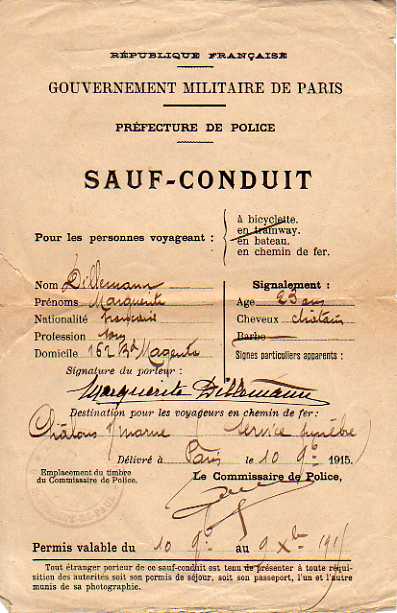 RÉPUBLIQUE FRANÇAISE
GOUVERNEMENT MILITAIRE DE PARIS
PRÉFECTURE DE POLICE
SAUF-CONDUIT
Pour les personnes voyageant :
à bicyclette.
en tramway.
en bateau.
en chemin de fer.
Nom Dillemann
Prénoms Marguerite
Nationalité française
Profession
Domicile 162 Bd Magenta
Signalement :
Age 23 ans
Cheveux châtain
Barbe
Signes particuliers apparents :
Signature du porteur :
Marguerite Dillemann
Destination pour les voyageurs en chemin de fer :
Châlons s/ marne (Service funèbre)
Délivré à Paris le 10 9b 1915.
Emplacement du timbre
du Commissaire de Police.
Le Commissaire de Police,
Permis valable du 10 9b au 9 Xbre 1915
Tout étranger porteur de ce sauf-conduit est tenu de présenter à toute réqui-
sition des autorités soit son permis de séjour, soit son passeport, l'un et l'autre
munis de sa photographie.